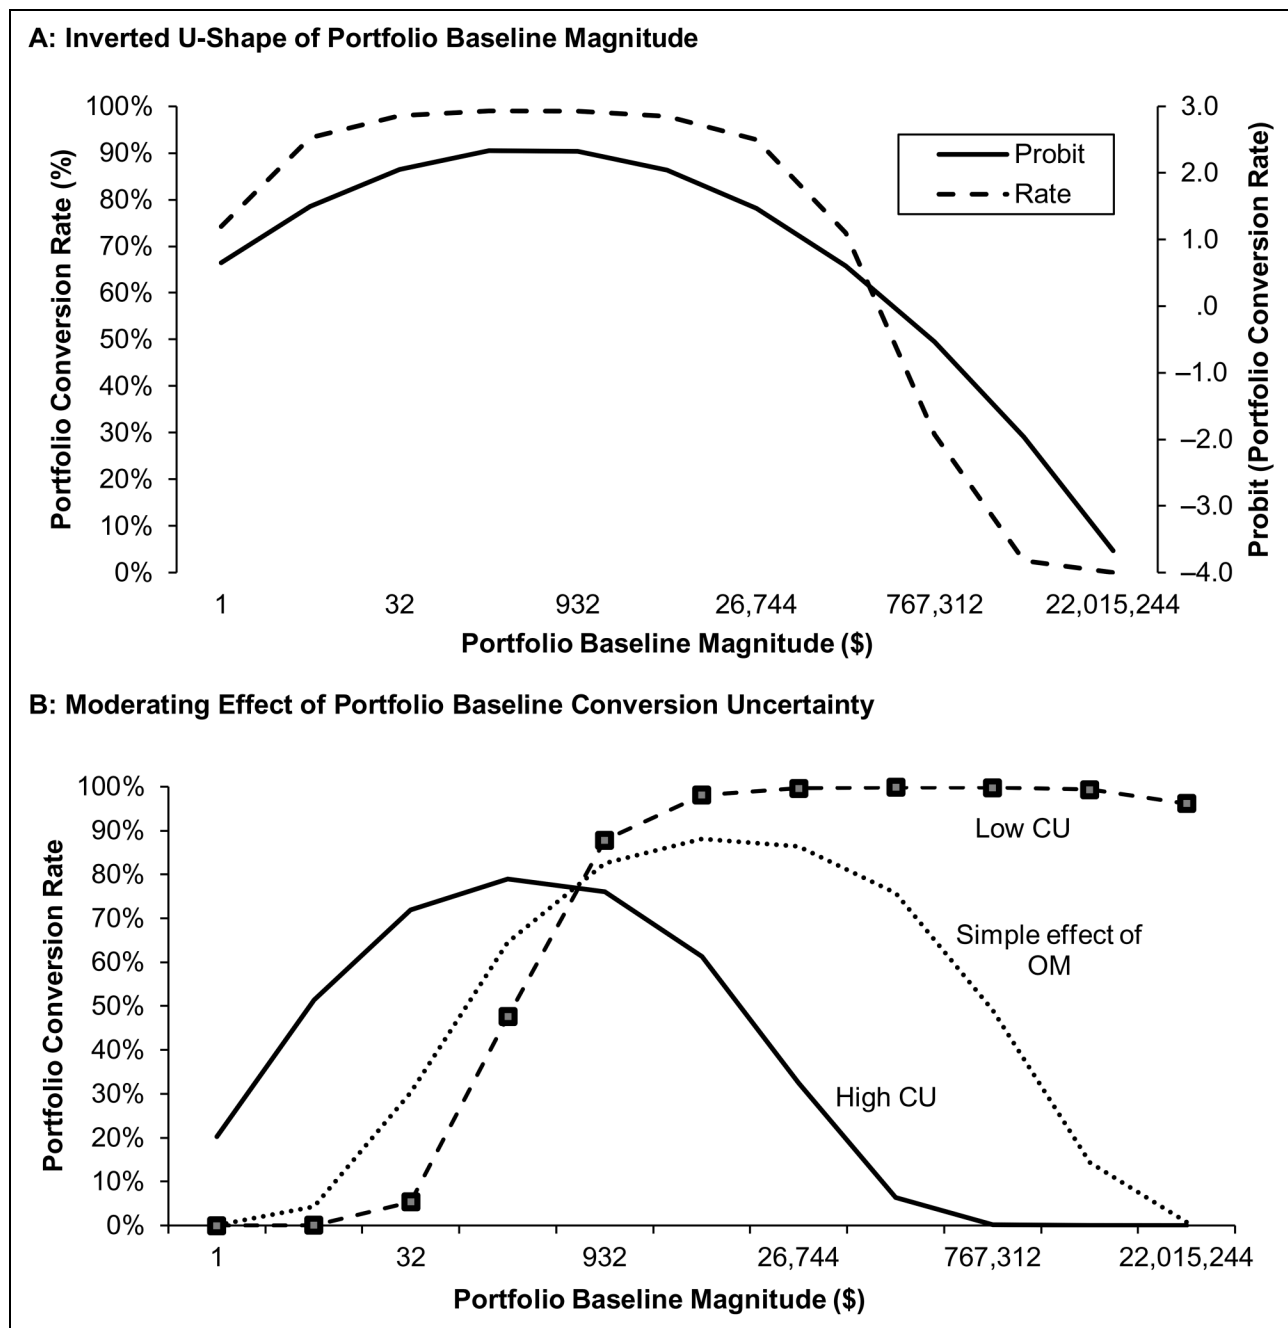 A: Inverted U-Shape of Portfolio Baseline Magnitude
Portfolio Conversion Rate (%)
100%
90%
80%
70%
60%
50%
40%
30%
20%
10%
0%
Probit
Rate
3.0
2.0
1.0
.0
–1.0
–2.0
–3.0
–4.0
Probit (Portfolio Conversion Rate)
1 32 932 26,744 767,312 22,015,244
Portfolio Baseline Magnitude ($)
B: Moderating Effect of Portfolio Baseline Conversion Uncertainty
Portfolio Conversion Rate
100%
90%
80%
70%
60%
50%
40%
30%
20%
10%
0%
Low CU
Simple effect of
OM
High CU
1 32 932 26,744 767,312 22,015,244
Portfolio Baseline Magnitude ($)